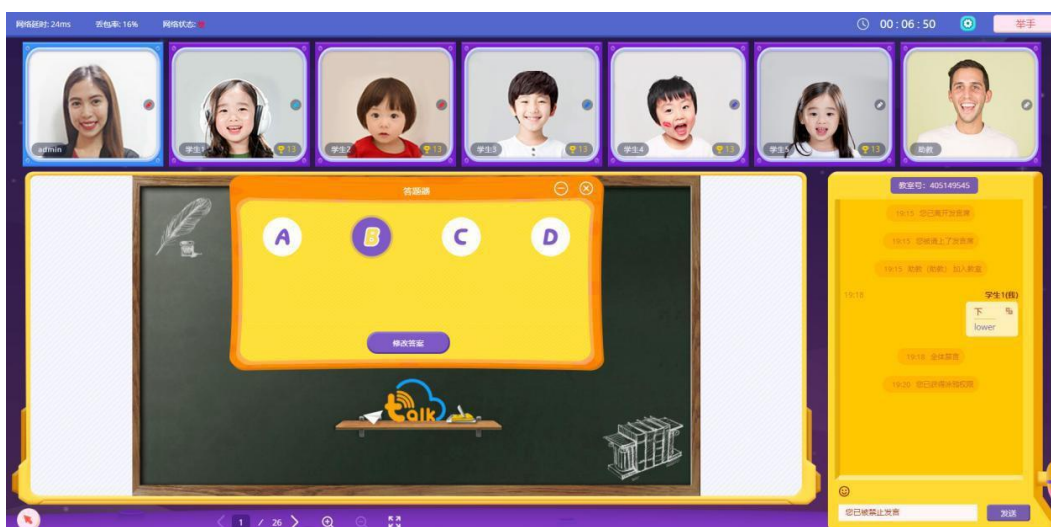 网络延时: 24ms 丢包率: 16% 网络状态: 差
00 : 06 : 50
举手
admin
学生1 13
学生2 13
学生3 13
学生4 13
学生5 13
助教
答题器
A B C D
修改答案
talk
教室号: 405149545
19:15 您已离开发言席
19:15 您被请上了发言席
19:15 助教 (助教) 加入教室
19:18 学生1(我)
下
lower
19:18 全体禁言
19:20 您已获得涂鸦权限
您已被禁止发言
发送
1 / 26